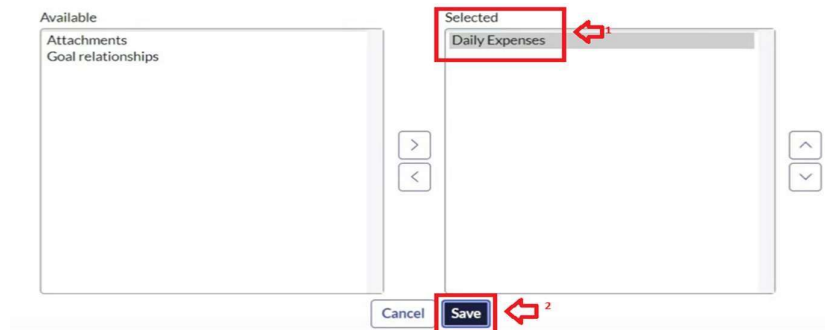 Available
Selected
Attachments
Goal relationships
Daily Expenses
1
>
<
Cancel
Save
2